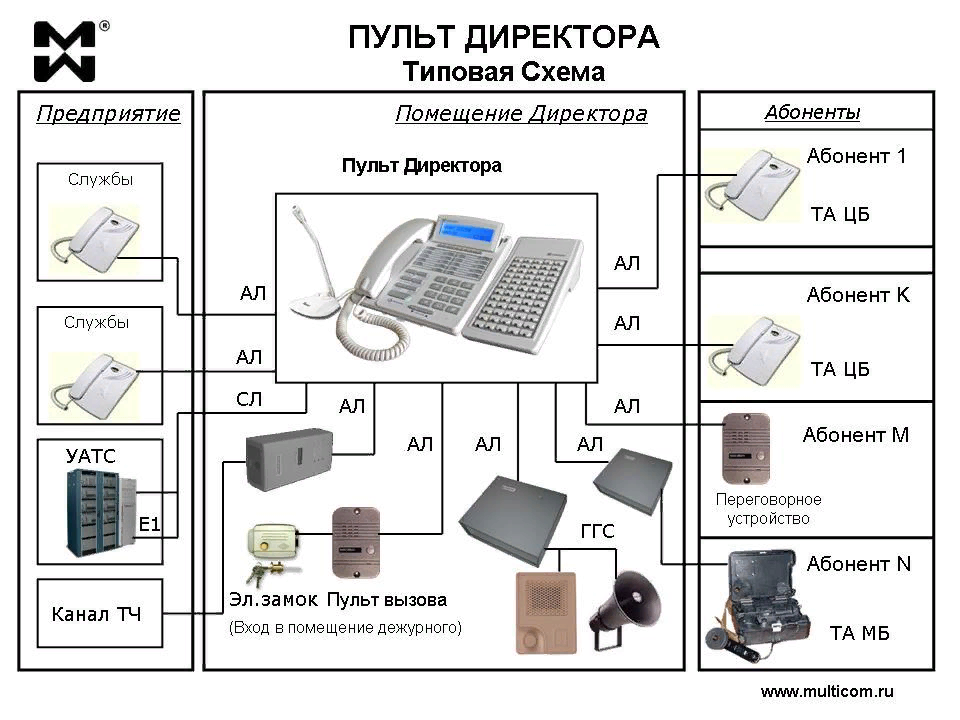 ®
ПУЛЬТ ДИРЕКТОРА
Типовая Схема
Предприятие
Службы
Службы
УАТС
Е1
Канал ТЧ
Помещение Директора
Пульт Директора
АЛ
АЛ
СЛ
АЛ
АЛ
АЛ
АЛ
АЛ
АЛ
АЛ
ГГС
Эл.замок Пульт вызова
(Вход в помещение дежурного)
Абоненты
Абонент 1
ТА ЦБ
Абонент K
ТА ЦБ
Абонент M
Переговорное
устройство
Абонент N
ТА МБ
www.multicom.ru